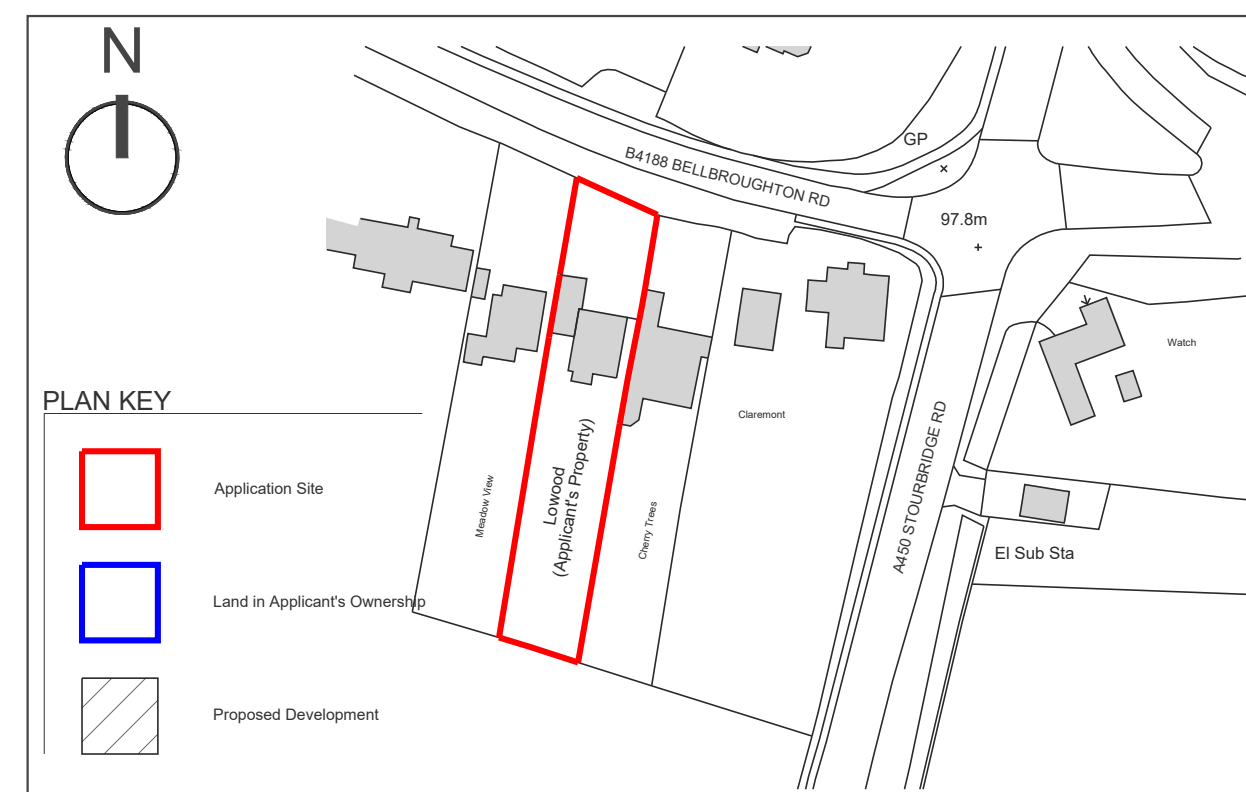 N
GP
B4188 BELLBROUGHTON RD
97.8m
Watch
PLAN KEY
Claremont
Application Site
Lowood
(Applicant's Property)
Meadow View
Cherry Trees
A450 STOURBRIDGE RD
El Sub Sta
Land in Applicant's Ownership
Proposed Development